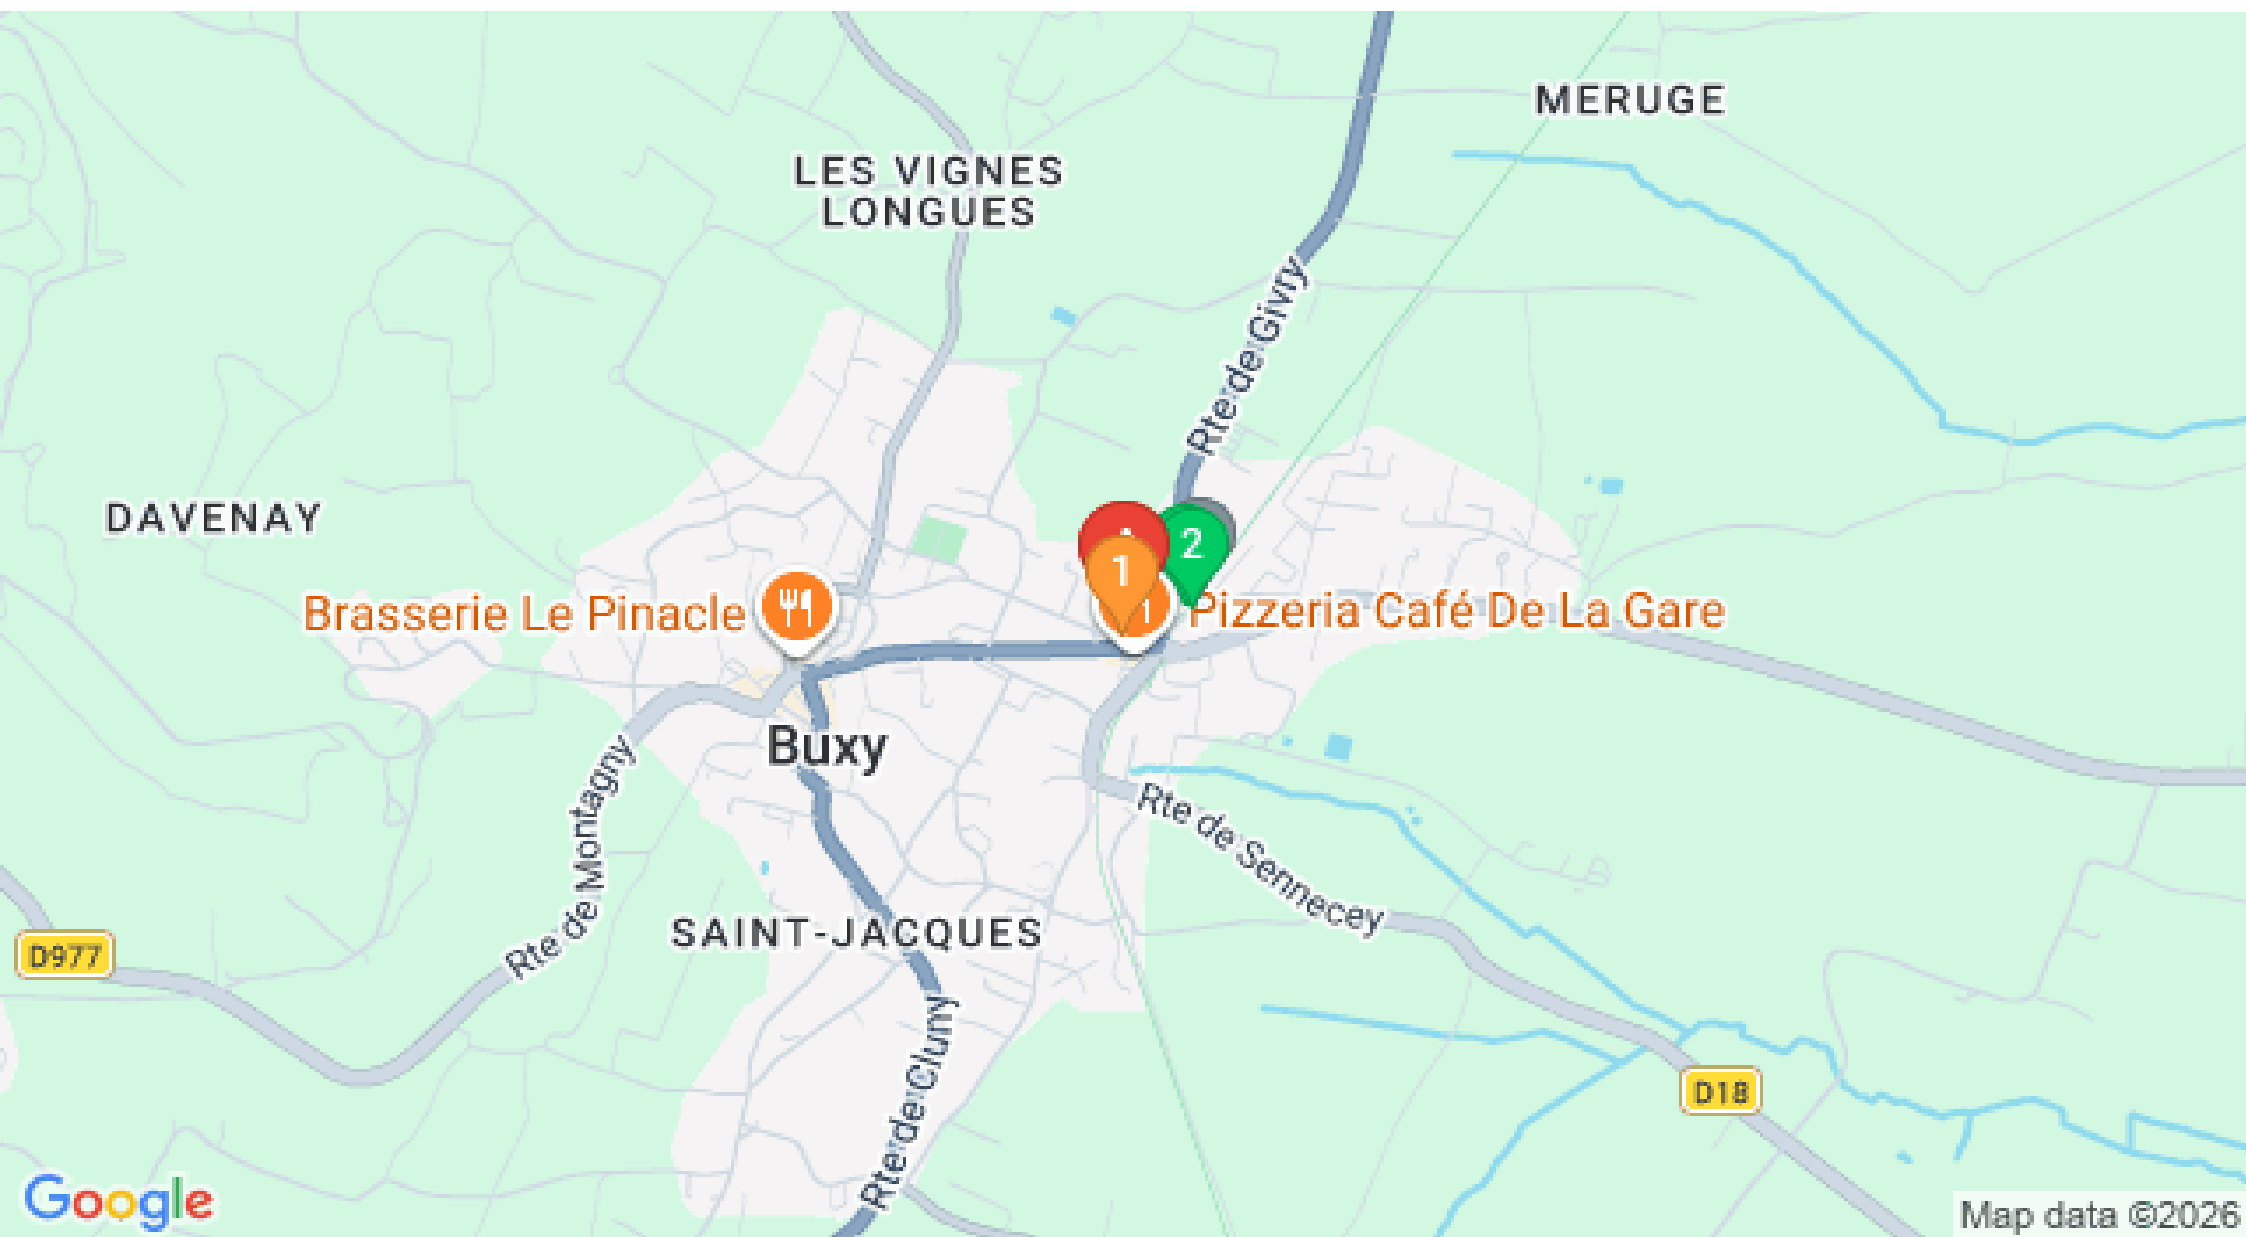 MERUGE
LES VIGNES
LONGUES
Rte de Givry
DAVENAY
2
1
Brasserie Le Pinacle
Pizzeria Café De La Gare
Buxy
Rte de Montagny
Rte de Sennecey
SAINT-JACQUES
D977
Rte de Cluny
D18
Google
Map data ©2026